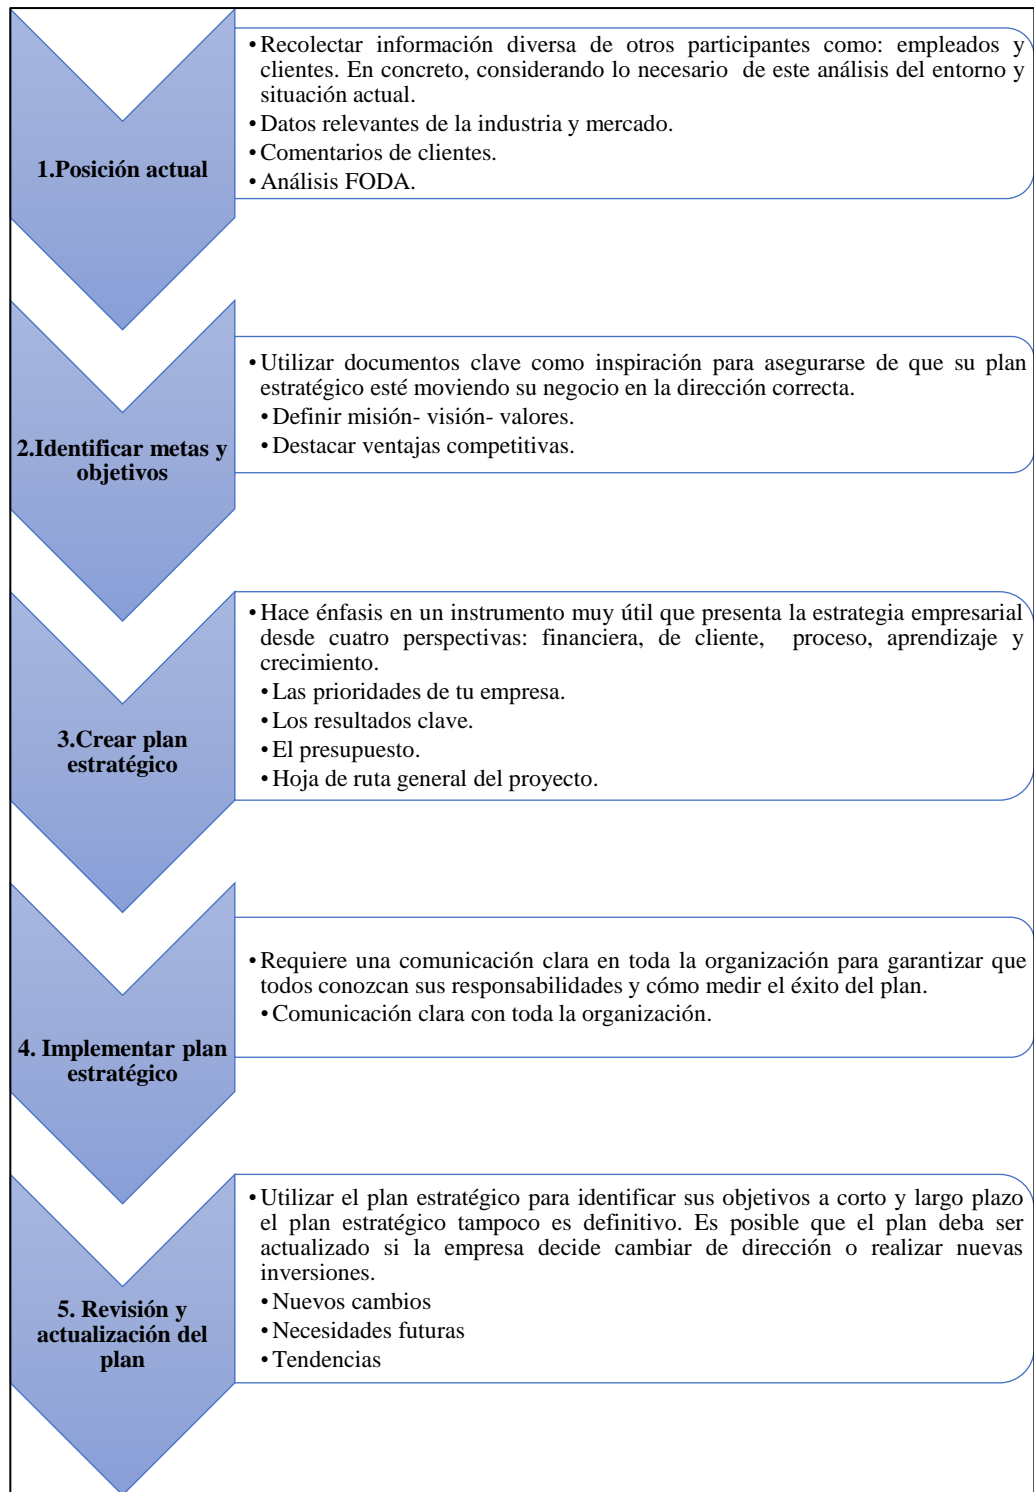 1.Posición actual
• Recolectar información diversa de otros participantes como: empleados y
clientes. En concreto, considerando lo necesario de este análisis del entorno y
situación actual.
• Datos relevantes de la industria y mercado.
• Comentarios de clientes.
• Análisis FODA.
2.Identificar metas y
objetivos
• Utilizar documentos clave como inspiración para asegurarse de que su plan
estratégico esté moviendo su negocio en la dirección correcta.
• Definir misión- visión- valores.
• Destacar ventajas competitivas.
3.Crear plan
estratégico
• Hace énfasis en un instrumento muy útil que presenta la estrategia empresarial
desde cuatro perspectivas: financiera, de cliente, proceso, aprendizaje y
crecimiento.
• Las prioridades de tu empresa.
• Los resultados clave.
• El presupuesto.
• Hoja de ruta general del proyecto.
4. Implementar plan
estratégico
• Requiere una comunicación clara en toda la organización para garantizar que
todos conozcan sus responsabilidades y cómo medir el éxito del plan.
• Comunicación clara con toda la organización.
5. Revisión y
actualización del
plan
• Utilizar el plan estratégico para identificar sus objetivos a corto y largo plazo
el plan estratégico tampoco es definitivo. Es posible que el plan deba ser
actualizado si la empresa decide cambiar de dirección o realizar nuevas
inversiones.
• Nuevos cambios
• Necesidades futuras
• Tendencias